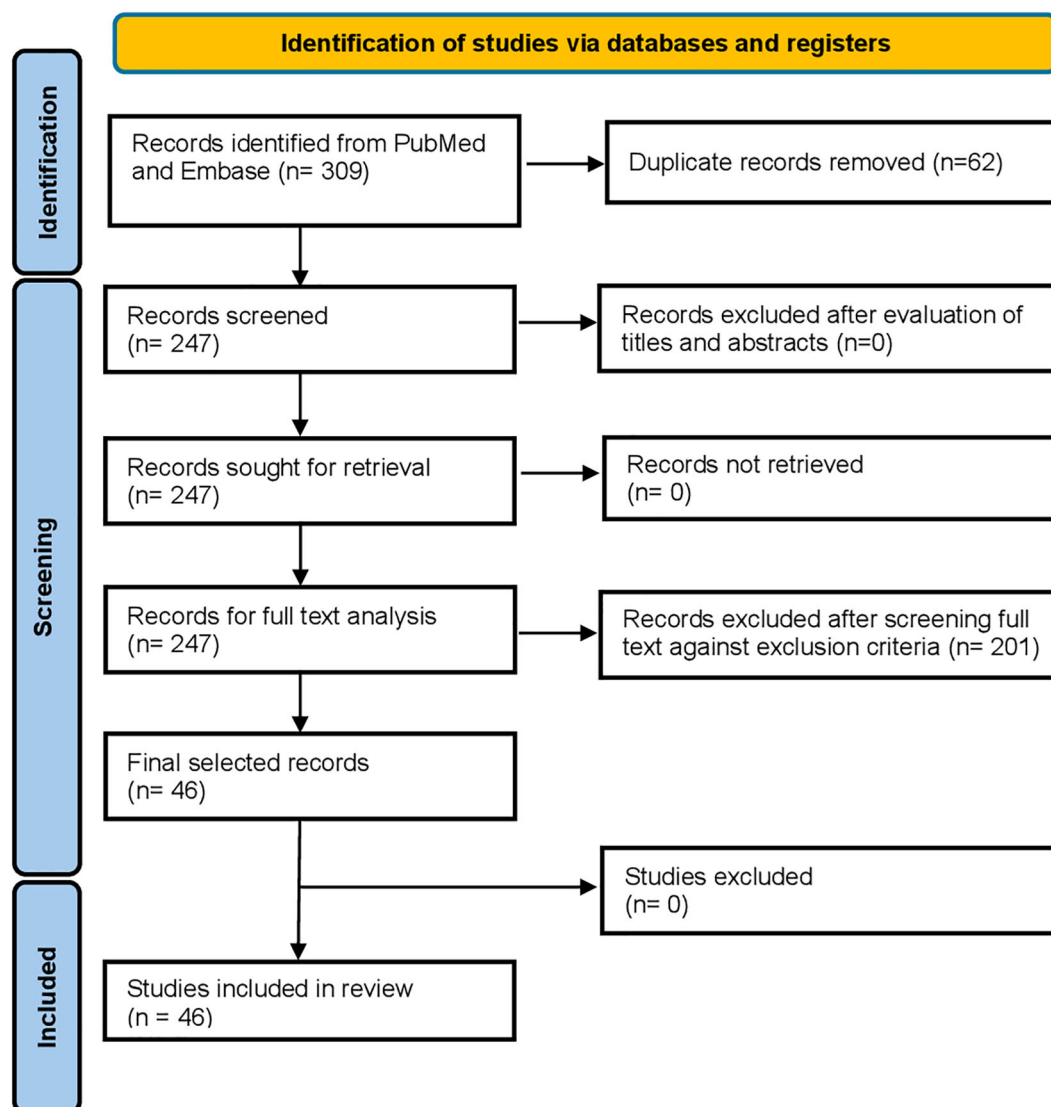 Identification of studies via databases and registers
Identification
Records identified from PubMed
and Embase (n= 309)
Duplicate records removed (n=62)
Screening
Records screened
(n= 247)
Records excluded after evaluation of
titles and abstracts (n=0)
Records sought for retrieval
(n= 247)
Records not retrieved
(n= 0)
Records for full text analysis
(n= 247)
Records excluded after screening full
text against exclusion criteria (n= 201)
Final selected records
(n= 46)
Studies excluded
(n= 0)
Included
Studies included in review
(n = 46)